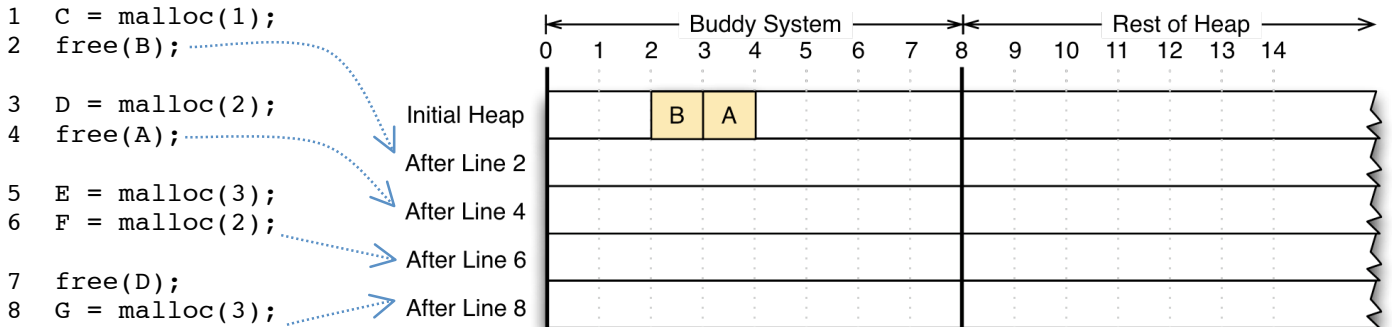 1 C = malloc(1);
2 free(B);
3 D = malloc(2);
4 free(A);
5 E = malloc(3);
6 F = malloc(2);
7 free(D);
8 G = malloc(3);
Buddy System Rest of Heap
0 1 2 3 4 5 6 7 8 9 10 11 12 13 14
Initial Heap B A
After Line 2
After Line 4
After Line 6
After Line 8